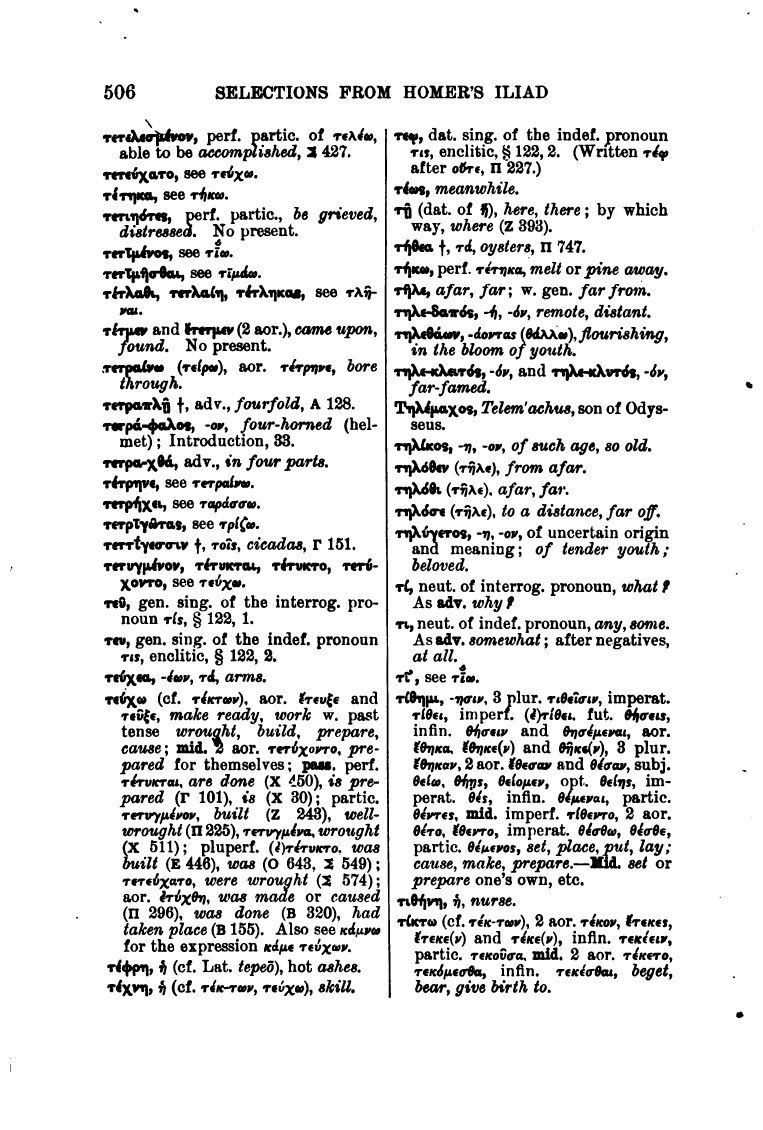 506 SELECTIONS FROM HOMER'S ILIAD
τετελεσμένον, perf. partic. of τελέω,
able to be accomplished, Σ 427.
τετεύχατο, see τεύχω.
τέτηκα, see τήκω.
τετιηότες, perf. partic., be grieved,
distressed. No present.
τετῑμένος, see τίω.
τετῑμῆσθαι, see τῑμάω.
τέτλαθι, τετλαίη, τέτληκας, see τλῆ-
ναι.
τέτμεν and ἔτετμεν (2 aor.), came upon,
found. No present.
τετραίνω (τείρω), aor. τέτρηνε, bore
through.
τετραπλῇ †, adv., fourfold, Α 128.
τετρά-φαλος, -ον, four-horned (hel-
met); Introduction, 33.
τετρα-χθά, adv., in four parts.
τέτρηνε, see τετραίνω.
τετρήχει, see ταράσσω.
τετρῑγῶτας, see τρίζω.
τεττίγεσσιν †, τοῖς, cicadas, Γ 151.
τετυγμένον, τέτυκται, τέτυκτο, τετύ-
χοντο, see τεύχω.
τεῦ, gen. sing. of the interrog. pro-
noun τίς, § 122, 1.
τευ, gen. sing. of the indef. pronoun
τις, enclitic, § 122, 2.
τεύχεα, -έων, τά, arms.
τεύχω (cf. τέκτων), aor. ἔτευξε and
τεῦξε, make ready, work w. past
tense wrought, build, prepare,
cause; mid. 2 aor. τετύχοντο, pre-
pared for themselves; pass. perf.
τέτυκται, are done (Χ 450), is pre-
pared (Γ 101), is (Χ 30); partic.
τετυγμένον, built (Ζ 243), well-
wrought (Π 225), τετυγμένα, wrought
(Χ 511); pluperf. (ἐ)τέτυκτο, was
built (Ε 446), was (Ο 643, Σ 549);
τετεύχατο, were wrought (Σ 574);
aor. ἐτύχθη, was made or caused
(Π 296), was done (Β 320), had
taken place (Β 155). Also see κάμνω
for the expression κάμε τεύχων.
τέφρη, ἡ (cf. Lat. tepeō), hot ashes.
τέχνη, ἡ (cf. τέκ-των, τεύχω), skill.
τεῳ, dat. sing. of the indef. pronoun
τις, enclitic, § 122, 2. (Written τέῳ
after οὔτε, Π 227.)
τέως, meanwhile.
τῇ (dat. of ἥ), here, there; by which
way, where (Ζ 393).
τήθεα †, τά, oysters, Π 747.
τήκω, perf. τέτηκα, melt or pine away.
τῆλε, afar, far; w. gen. far from.
τηλε-δαπός, -ή, -όν, remote, distant.
τηλεθάων, -άοντας (θάλλω), flourishing,
in the bloom of youth.
τηλε-κλειτός, -όν, and τηλε-κλυτός, -όν,
far-famed.
Τηλέμαχος, Telem'achus, son of Odys-
seus.
τηλίκος, -η, -ον, of such age, so old.
τηλόθεν (τῆλε), from afar.
τηλόθι (τῆλε), afar, far.
τηλόσε (τῆλε), to a distance, far off.
τηλύγετος, -η, -ον, of uncertain origin
and meaning; of tender youth;
beloved.
τί, neut. of interrog. pronoun, what?
As adv. why?
τι, neut. of indef. pronoun, any, some.
As adv. somewhat; after negatives,
at all.
τῖ', see τίω.
τίθημι, -ησιν, 3 plur. τιθεῖσιν, imperat.
τίθει, imperf. (ἐ)τίθει, fut. θήσεις,
infin. θήσειν and θησέμεναι, aor.
ἔθηκα, ἔθηκε(ν) and θῆκε(ν), 3 plur.
ἔθηκαν, 2 aor. ἔθεσαν and θέσαν, subj.
θείω, θήῃς, θείομεν, opt. θείης, im-
perat. θές, infin. θέμεναι, partic.
θέντες, mid. imperf. τίθεντο, 2 aor.
θέτο, ἔθεντο, imperat. θέσθω, θέσθε,
partic. θέμενος, set, place, put, lay;
cause, make, prepare.—Mid. set or
prepare one's own, etc.
τιθήνη, ἡ, nurse.
τίκτω (cf. τέκ-των), 2 aor. τέκον, ἔτεκες,
ἔτεκε(ν) and τέκε(ν), infin. τεκέειν,
partic. τεκοῦσα, mid. 2 aor. τέκετο,
τεκόμεσθα, infin. τεκέσθαι, beget,
bear, give birth to.